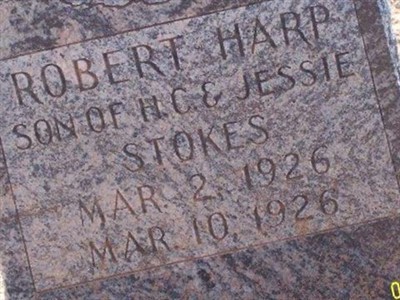 ROBERT HARP
SON OF H.C. & JESSIE
STOKES
MAR. 2. 1926
MAR. 10. 1926